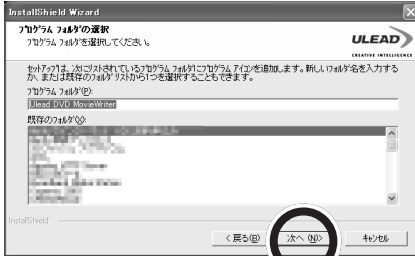 InstallShield Wizard
プログラム フォルダの選択
プログラム フォルダを選択してください。
ULEAD
CREATIVE INTELLIGENCE
セットアップは、次にリストされているプログラム フォルダにプログラム アイコンを追加します。新しいフォルダ名を入力する
か、または既存のフォルダ リストから1つを選択することもできます。
プログラム フォルダ(P):
Ulead DVD MovieWriter
既存のフォルダ(X):
InstallShield
< 戻る(B)
次へ (N)>
キャンセル